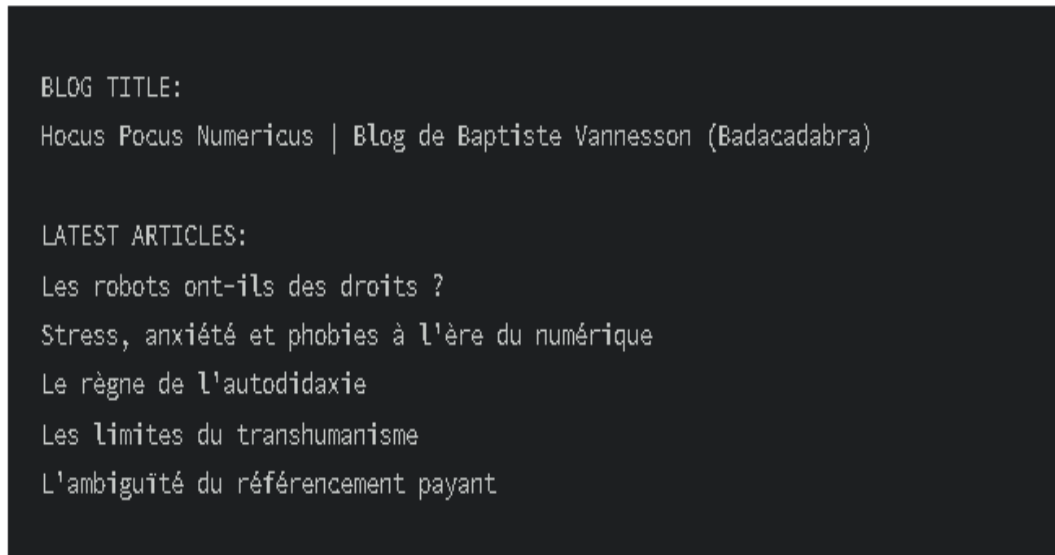 BLOG TITLE:
Hocus Pocus Numericus | Blog de Baptiste Vannesson (Badacadabra)
LATEST ARTICLES:
Les robots ont-ils des droits ?
Stress, anxiété et phobies à l'ère du numérique
Le règne de l'autodidaxie
Les limites du transhumanisme
L'ambiguïté du référencement payant